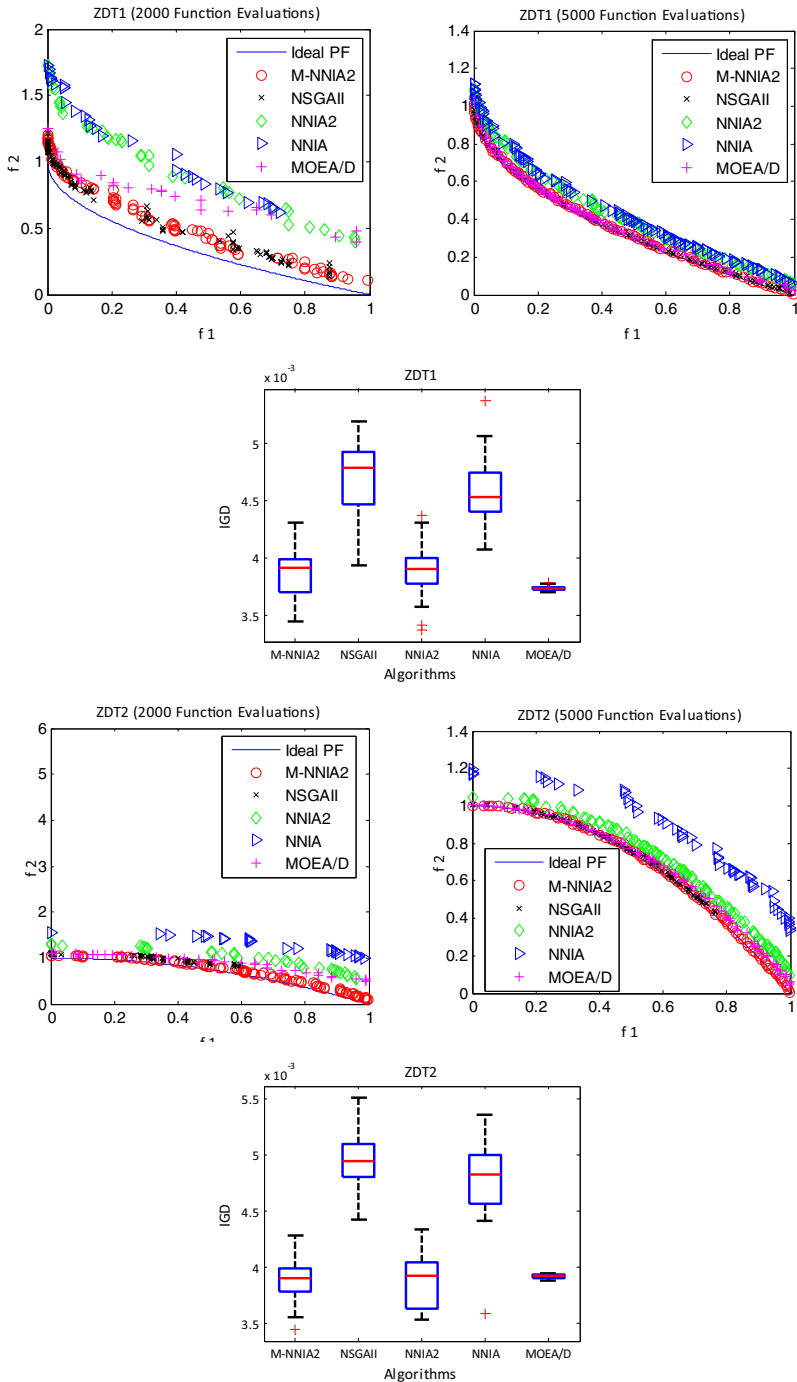 ZDT1 (2000 Function Evaluations)
2
1.5
1
0.5
0
f 2
0 0.2 0.4 0.6 0.8 1
f 1
Ideal PF
M-NNIA2
NSGAII
NNIA2
NNIA
MOEA/D
ZDT1 (5000 Function Evaluations)
1.4
1.2
1
0.8
0.6
0.4
0.2
0
f 2
0 0.2 0.4 0.6 0.8 1
f 1
Ideal PF
M-NNIA2
NSGAII
NNIA2
NNIA
MOEA/D
x 10 -3
ZDT1
5
4.5
4
3.5
IGD
M-NNIA2 NSGAII NNIA2 NNIA MOEA/D
Algorithms
ZDT2 (2000 Function Evaluations)
6
5
4
3
2
1
0
f 2
0 0.2 0.4 0.6 0.8 1
f 1
Ideal PF
M-NNIA2
NSGAII
NNIA2
NNIA
MOEA/D
ZDT2 (5000 Function Evaluations)
1.4
1.2
1
0.8
0.6
0.4
0.2
0
f 2
0 0.2 0.4 0.6 0.8 1
f 1
Ideal PF
M-NNIA2
NSGAII
NNIA2
NNIA
MOEA/D
x 10 -3
ZDT2
5.5
5
4.5
4
3.5
IGD
M-NNIA2 NSGAII NNIA2 NNIA MOEA/D
Algorithms